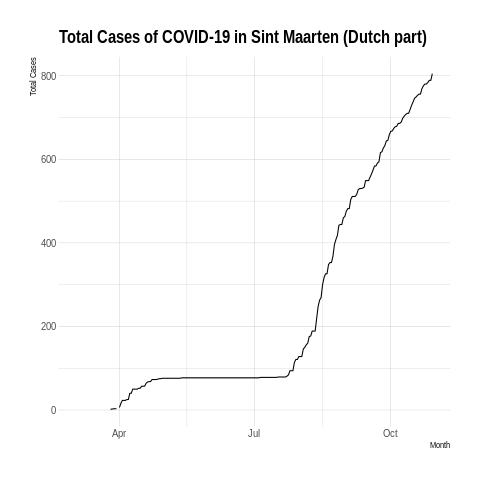 Total Cases of COVID-19 in Sint Maarten (Dutch part)
Total Cases
800
600
400
200
0
Apr Jul Oct
Month